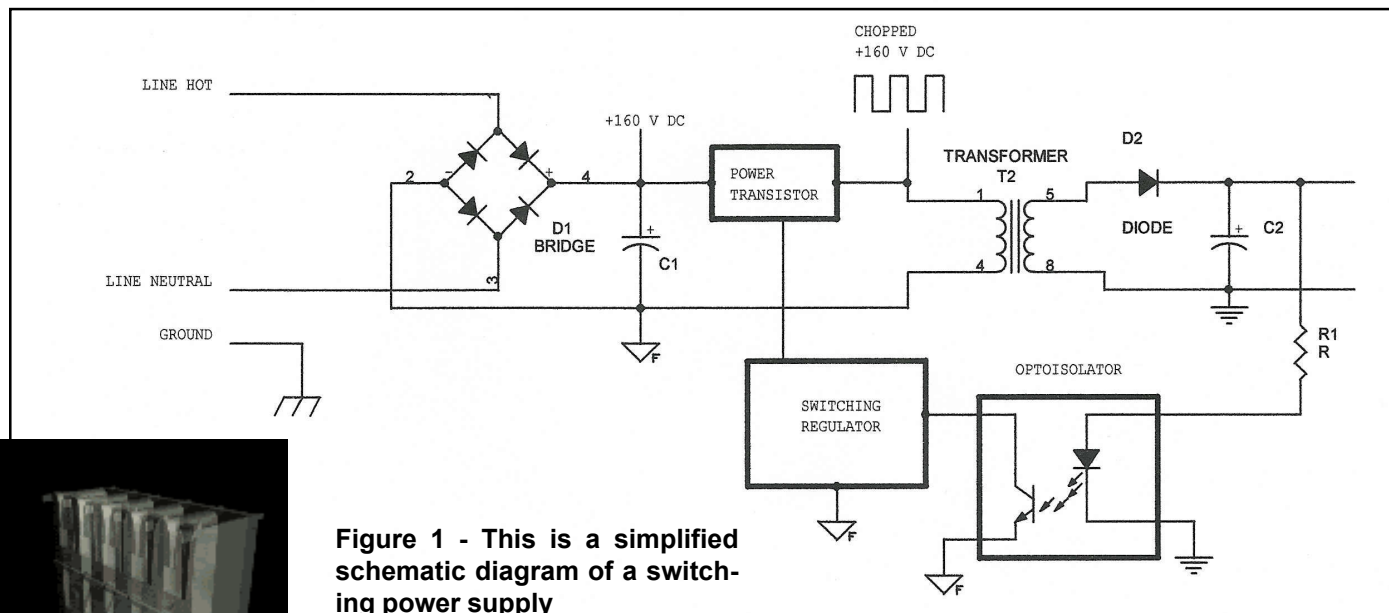 CHOPPED
+160 V DC
LINE HOT
1
+160 V DC
D2
TRANSFORMER
T2
POWER
TRANSISTOR
2
-
+
4
1
5
+
+
D1
BRIDGE
C1
DIODE
C2
4
8
LINE NEUTRAL
3
GROUND
F
R1
R
OPTOISOLATOR
SWITCHING
REGULATOR
F
F
Figure 1 - This is a simplified
schematic diagram of a switch-
ing power supply